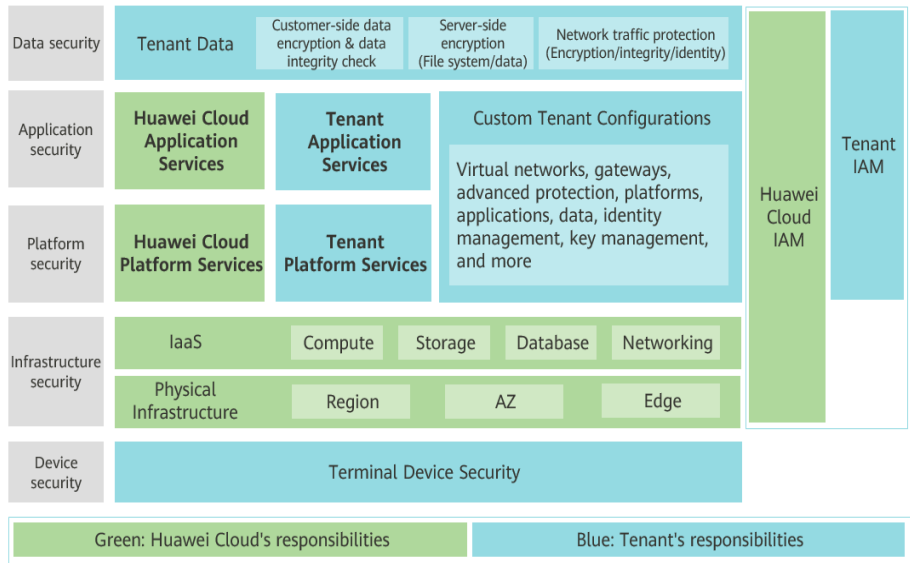 Data security
Tenant Data
Customer-side data
encryption & data
integrity check
Server-side
encryption
(File system/data)
Network traffic protection
(Encryption/integrity/identity)
Application
security
Huawei Cloud
Application
Services
Tenant
Application
Services
Custom Tenant Configurations
Virtual networks, gateways,
advanced protection, platforms,
applications, data, identity
management, key management,
and more
Platform
security
Huawei Cloud
Platform Services
Tenant
Platform Services
Huawei
Cloud
IAM
Tenant
IAM
Infrastructure
security
IaaS
Compute
Storage
Database
Networking
Physical
Infrastructure
Region
AZ
Edge
Device
security
Terminal Device Security
Green: Huawei Cloud's responsibilities
Blue: Tenant's responsibilities